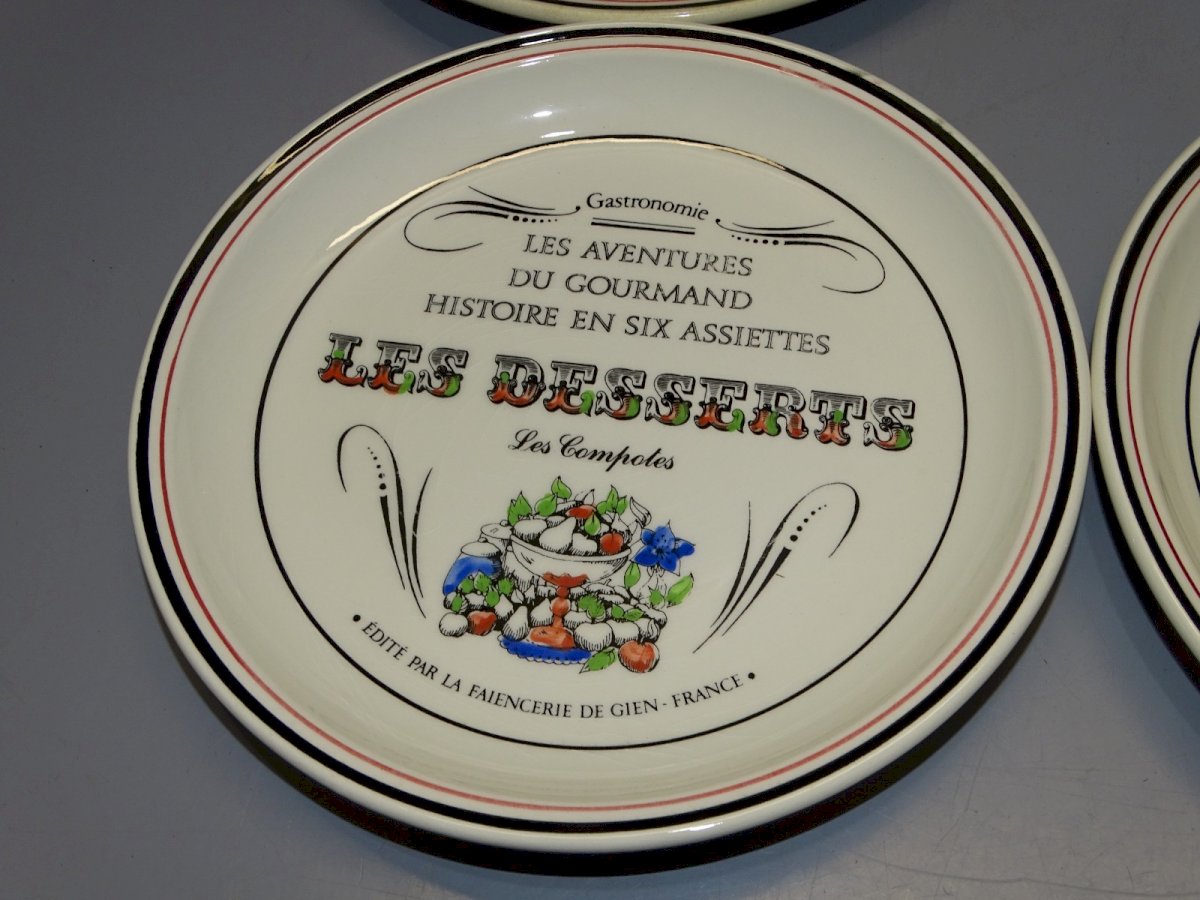 Gastronomie
LES AVENTURES
DU GOURMAND
HISTOIRE EN SIX ASSIETTES
LES DESSERTS
Les Compotes
• ÉDITÉ PAR LA FAIENCERIE DE GIEN - FRANCE •